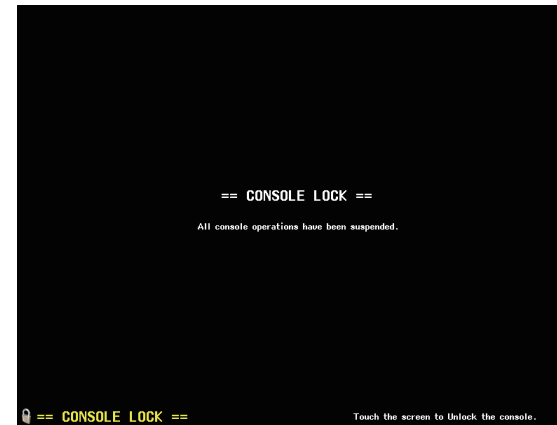 == CONSOLE LOCK ==
All console operations have been suspended.
== CONSOLE LOCK ==
Touch the screen to Unlock the console.